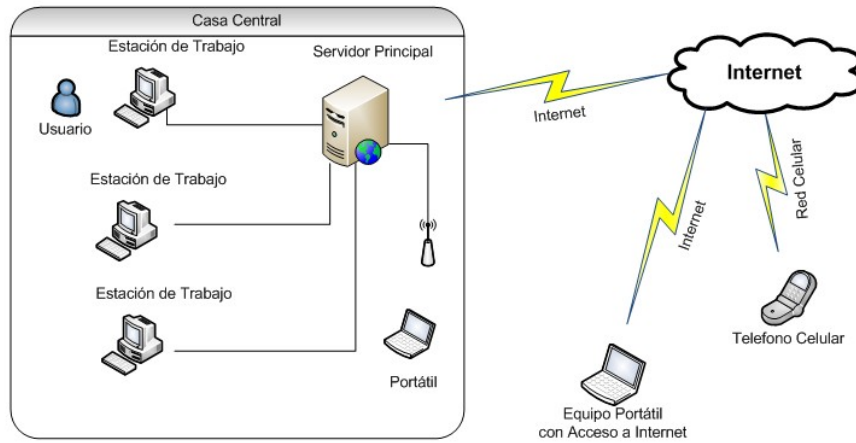 Casa Central
Estación de Trabajo
Servidor Principal
Usuario
Estación de Trabajo
Estación de Trabajo
Portátil
Internet
Internet
Internet
Red Celular
Telefono Celular
Equipo Portátil
con Acceso a Internet